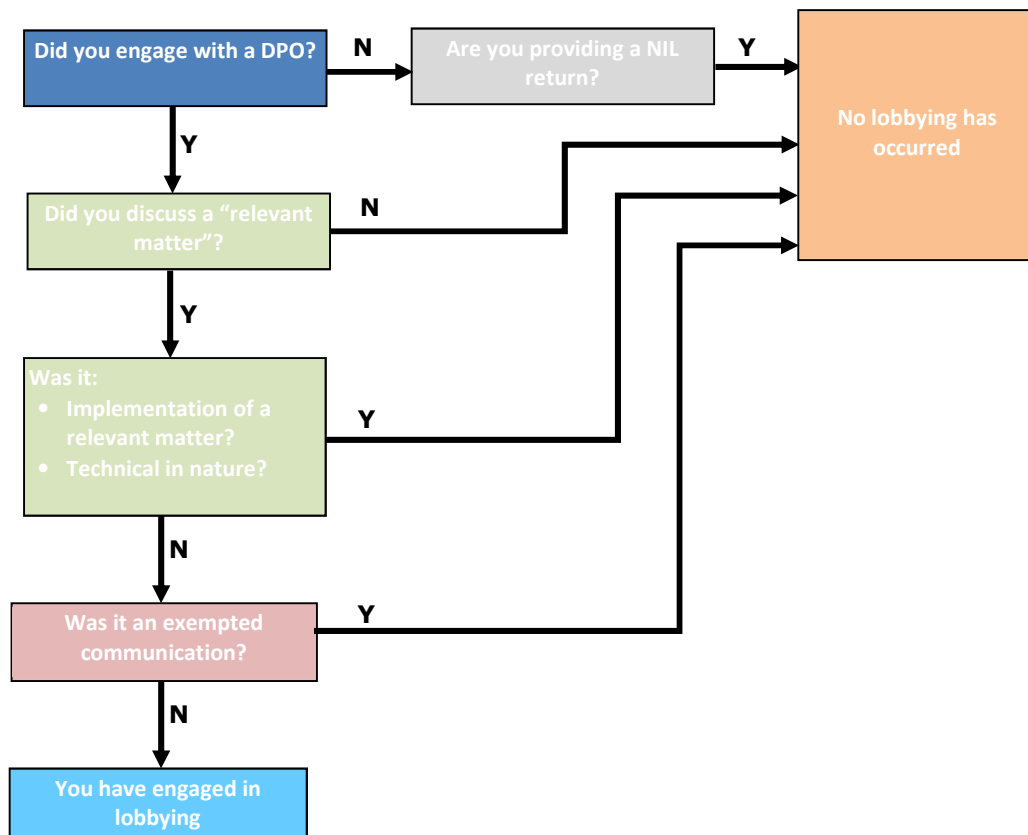 Did you engage with a DPO?
N
Are you providing a NIL
return?
Y
No lobbying has
occurred
Y
Did you discuss a “relevant
matter”?
N
Y
Was it:
• Implementation of a
relevant matter?
• Technical in nature?
Y
N
Was it an exempted
communication?
Y
N
You have engaged in
lobbying